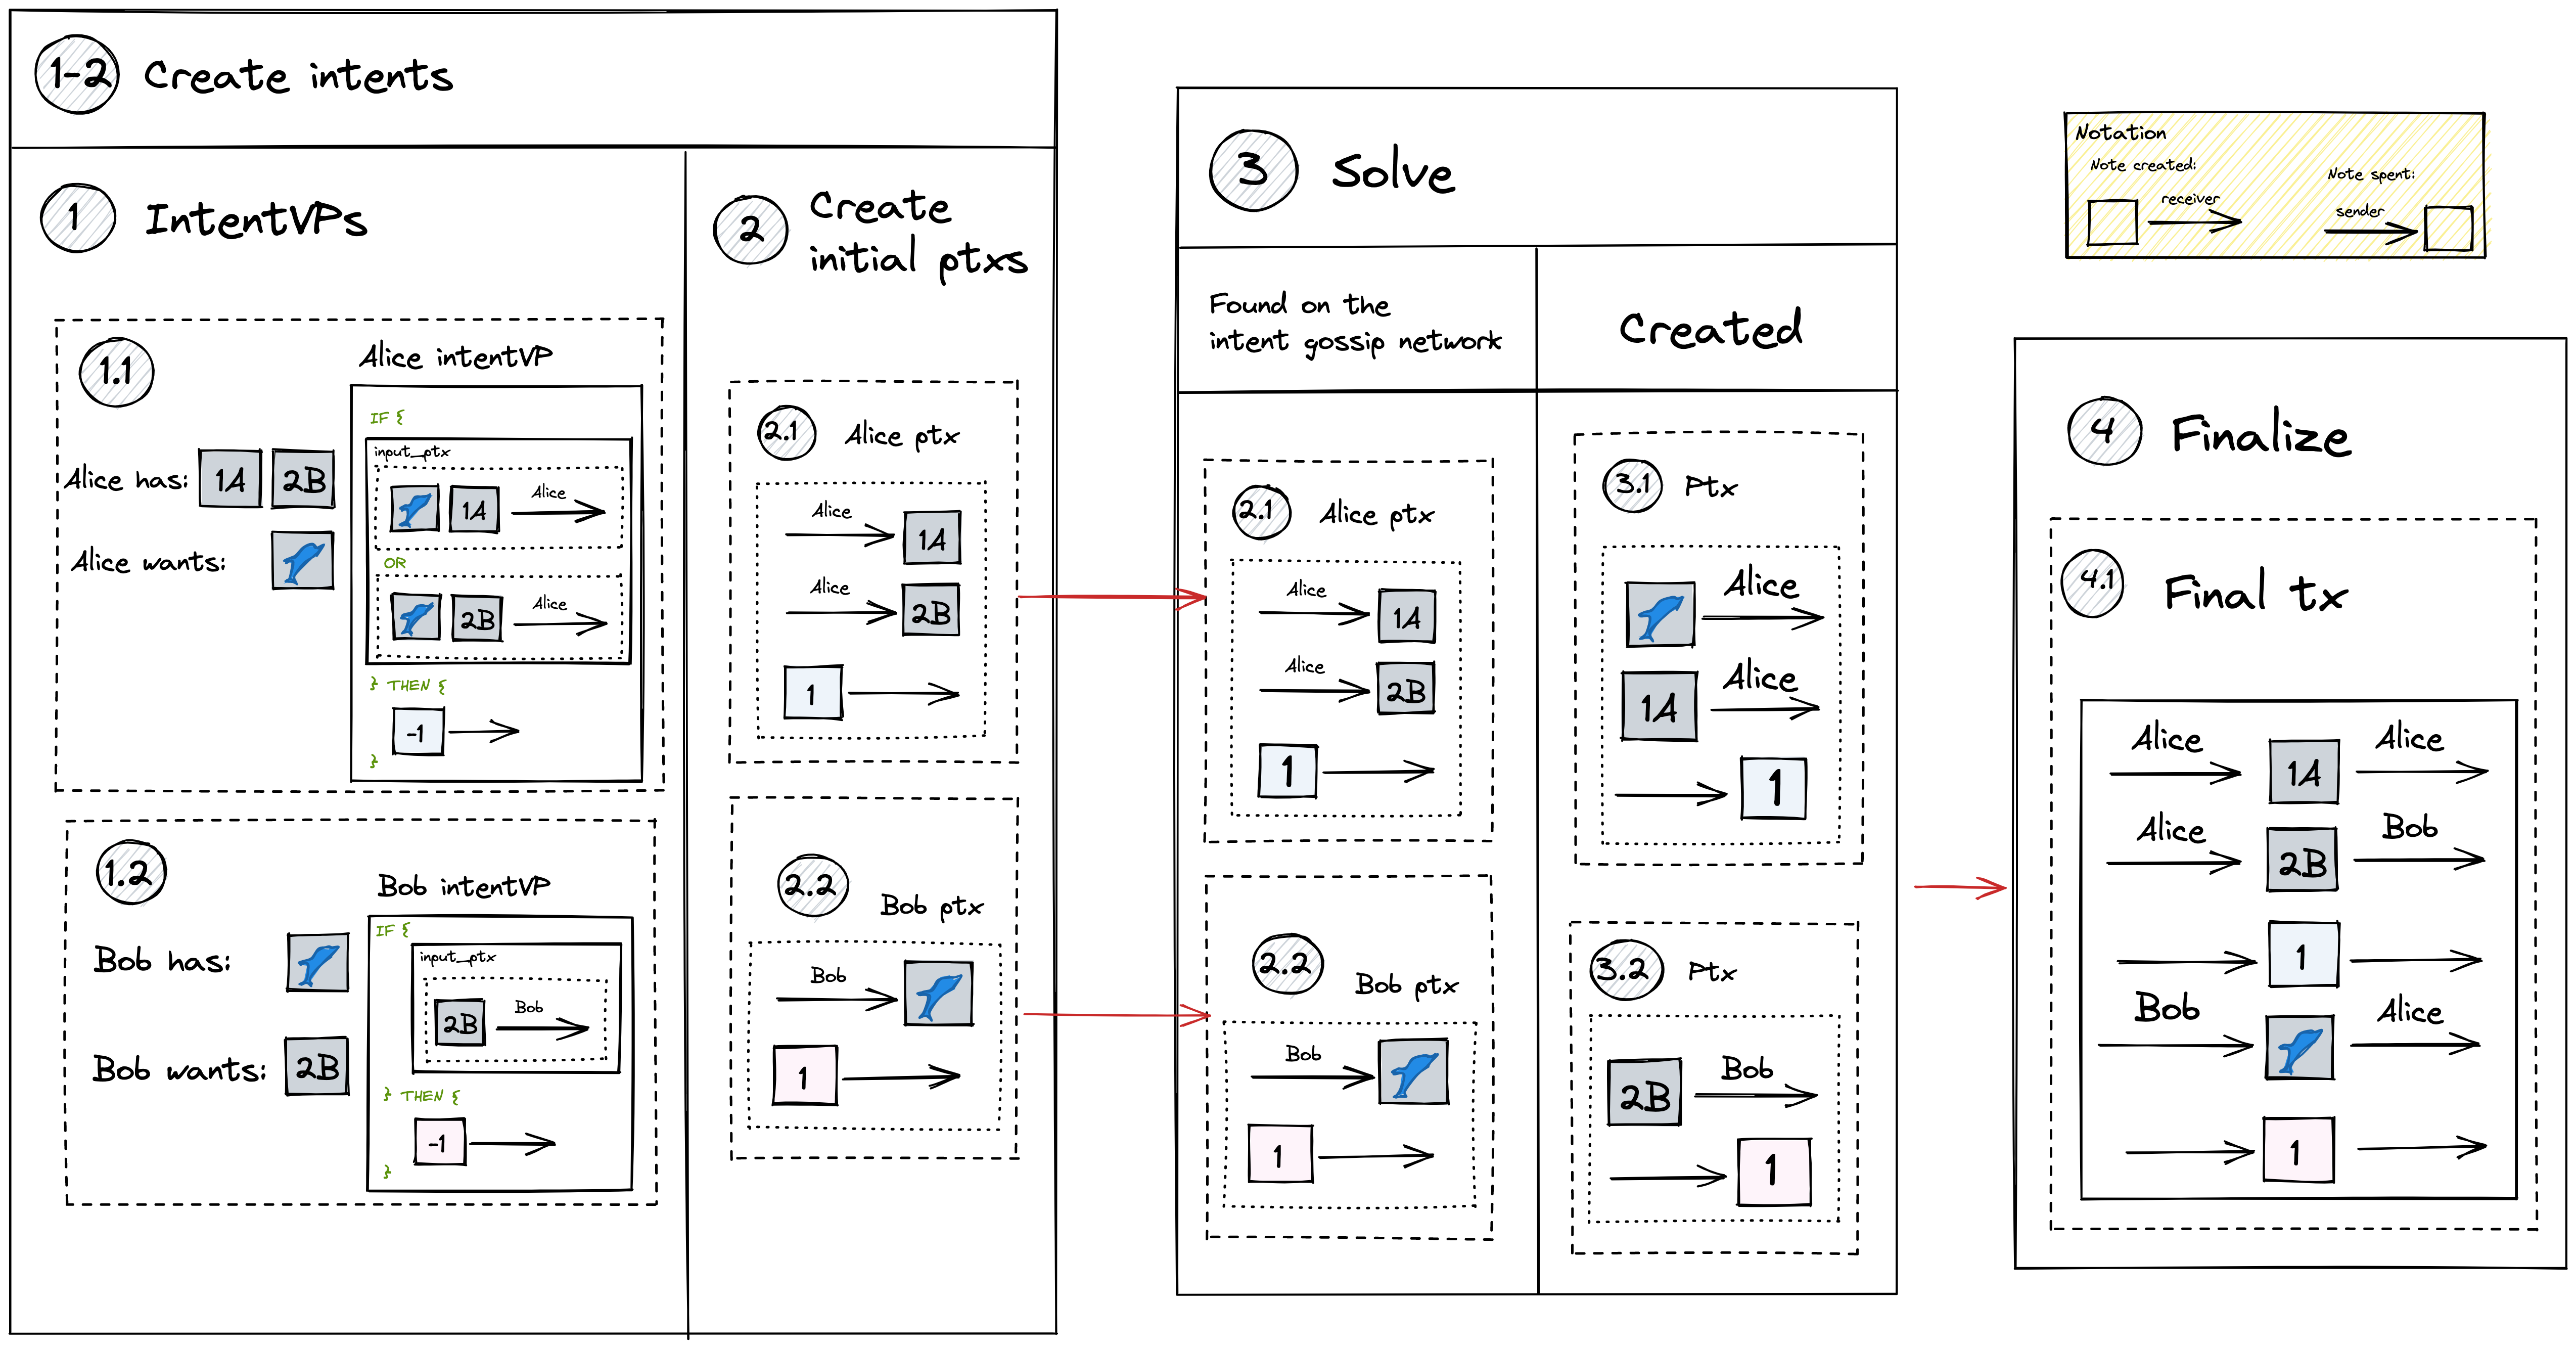 1-2 Create intents
1 IntentVPs
1.1
Alice intentVP
Alice has: 1A 2B
Alice wants:
IF {
input_ptx
1A Alice
OR
2B Alice
} THEN {
-1
}
1.2
Bob intentVP
Bob has:
Bob wants: 2B
IF {
input_ptx
2B Bob
} THEN {
-1
}
2 Create
initial ptxs
2.1 Alice ptx
Alice 1A
Alice 2B
1
2.2 Bob ptx
Bob
1
3 Solve
Found on the
intent gossip network
2.1 Alice ptx
Alice 1A
Alice 2B
1
2.2 Bob ptx
Bob
1
Created
3.1 Ptx
Alice
1A Alice
1
3.2 Ptx
2B Bob
1
Notation
Note created:
receiver
Note spent:
sender
4 Finalize
4.1 Final tx
Alice 1A Alice
Alice 2B Bob
1
Bob Alice
1